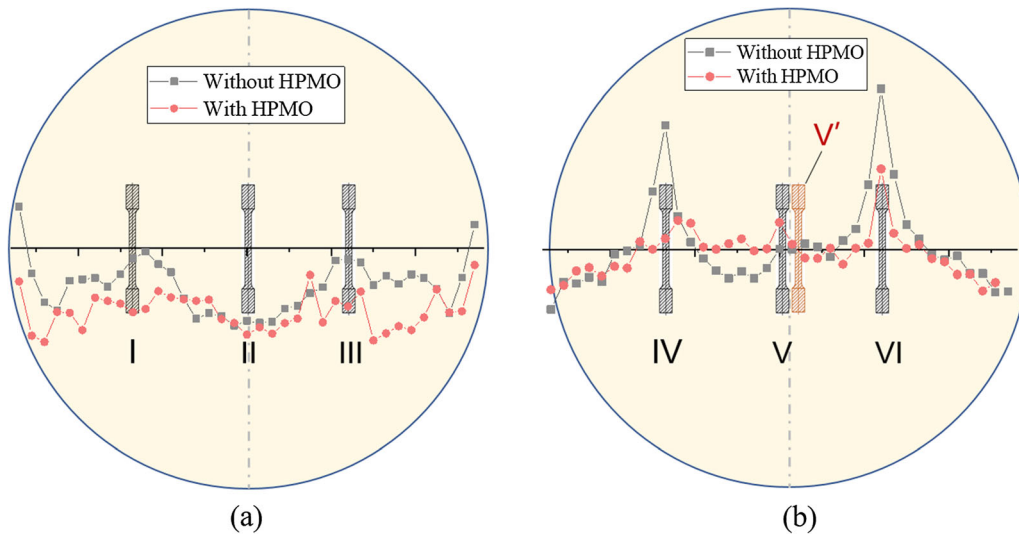 Without HPMO
With HPMO
I
II
III
(a)
Without HPMO
With HPMO
V'
IV
V
VI
(b)